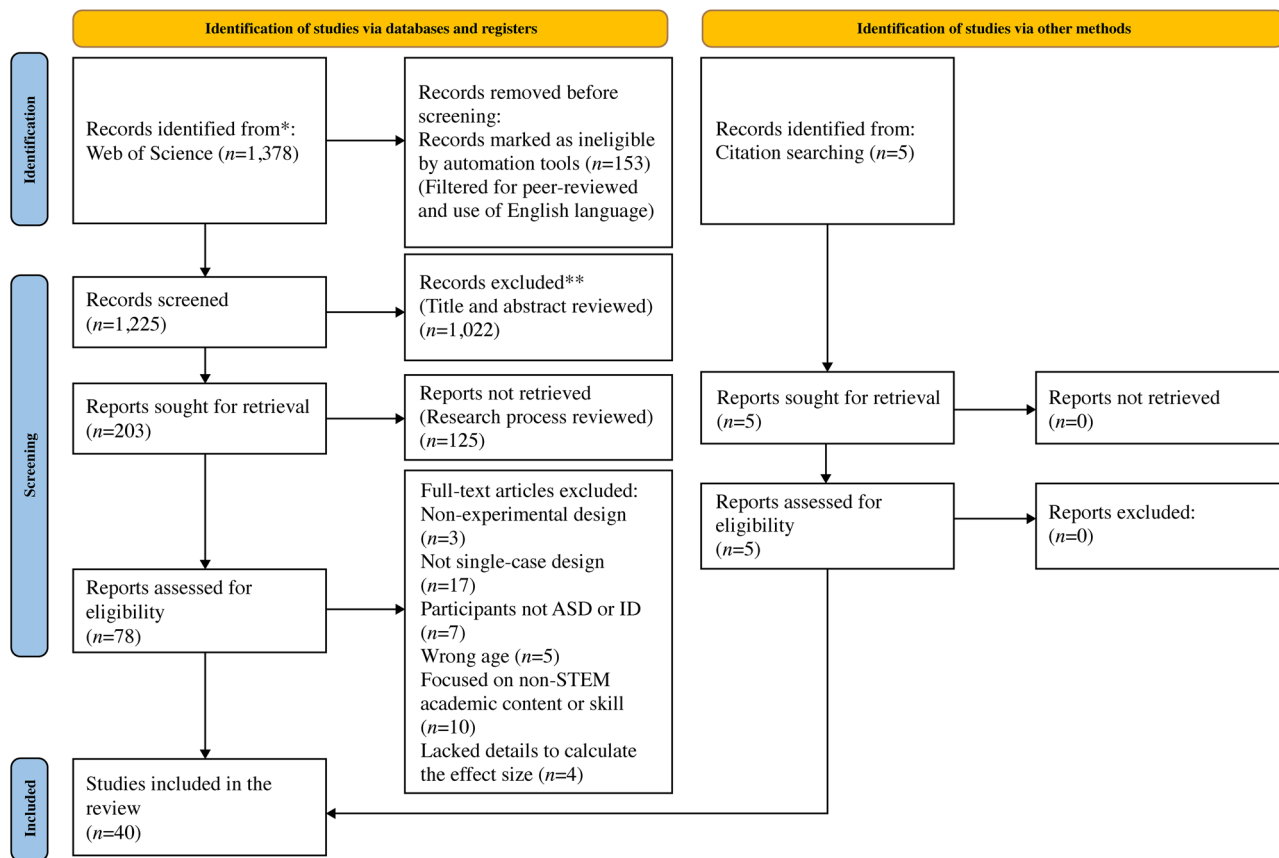 Identification of studies via databases and registers
Identification of studies via other methods
Identification
Records identified from*:
Web of Science (n=1,378)
Records removed before
screening:
Records marked as ineligible
by automation tools (n=153)
(Filtered for peer-reviewed
and use of English language)
Records identified from:
Citation searching (n=5)
Screening
Records screened
(n=1,225)
Records excluded**
(Title and abstract reviewed)
(n=1,022)
Reports sought for retrieval
(n=203)
Reports not retrieved
(Research process reviewed)
(n=125)
Reports sought for retrieval
(n=5)
Reports not retrieved
(n=0)
Reports assessed for
eligibility
(n=78)
Full-text articles excluded:
Non-experimental design
(n=3)
Not single-case design
(n=17)
Participants not ASD or ID
(n=7)
Wrong age (n=5)
Focused on non-STEM
academic content or skill
(n=10)
Lacked details to calculate
the effect size (n=4)
Reports assessed for
eligibility
(n=5)
Reports excluded:
(n=0)
Included
Studies included in the
review
(n=40)